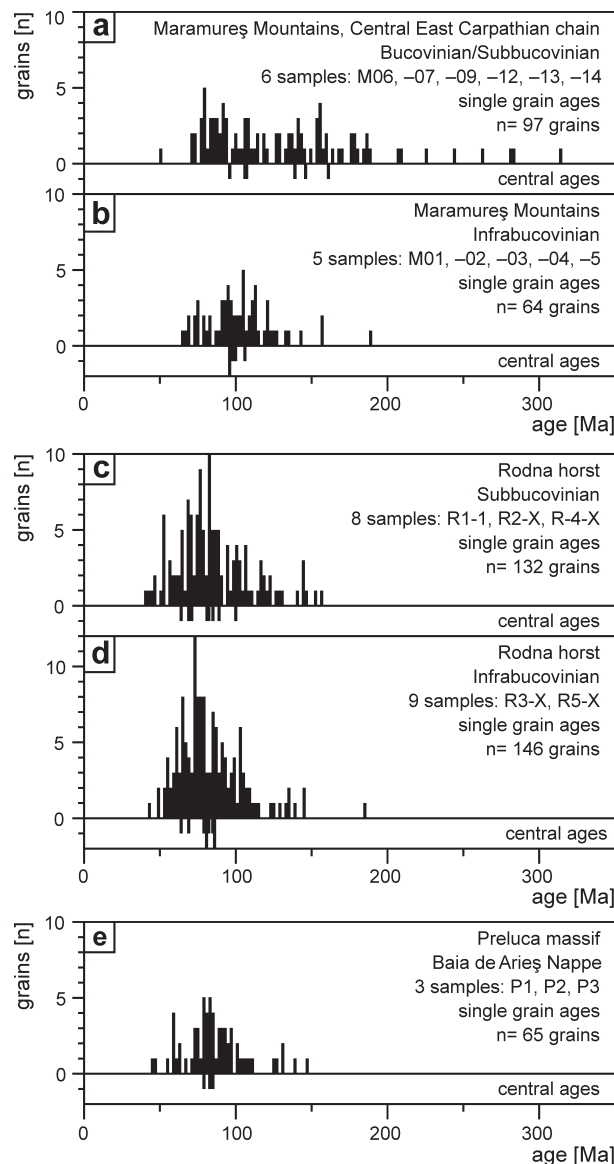 grains [n]
10
5
0
a
Maramureş Mountains, Central East Carpathian chain
Bucovinian/Subbucovinian
6 samples: M06, –07, –09, –12, –13, –14
single grain ages
n= 97 grains
central ages
10
5
0
b
Maramureş Mountains
Infrabucovinian
5 samples: M01, –02, –03, –04, –5
single grain ages
n= 64 grains
central ages
0 100 200 300
age [Ma]
grains [n]
10
5
0
c
Rodna horst
Subbucovinian
8 samples: R1-1, R2-X, R-4-X
single grain ages
n= 132 grains
central ages
10
5
0
d
Rodna horst
Infrabucovinian
9 samples: R3-X, R5-X
single grain ages
n= 146 grains
central ages
0 100 200 300
age [Ma]
grains [n]
10
5
0
e
Preluca massif
Baia de Arieş Nappe
3 samples: P1, P2, P3
single grain ages
n= 65 grains
central ages
0 100 200 300
age [Ma]